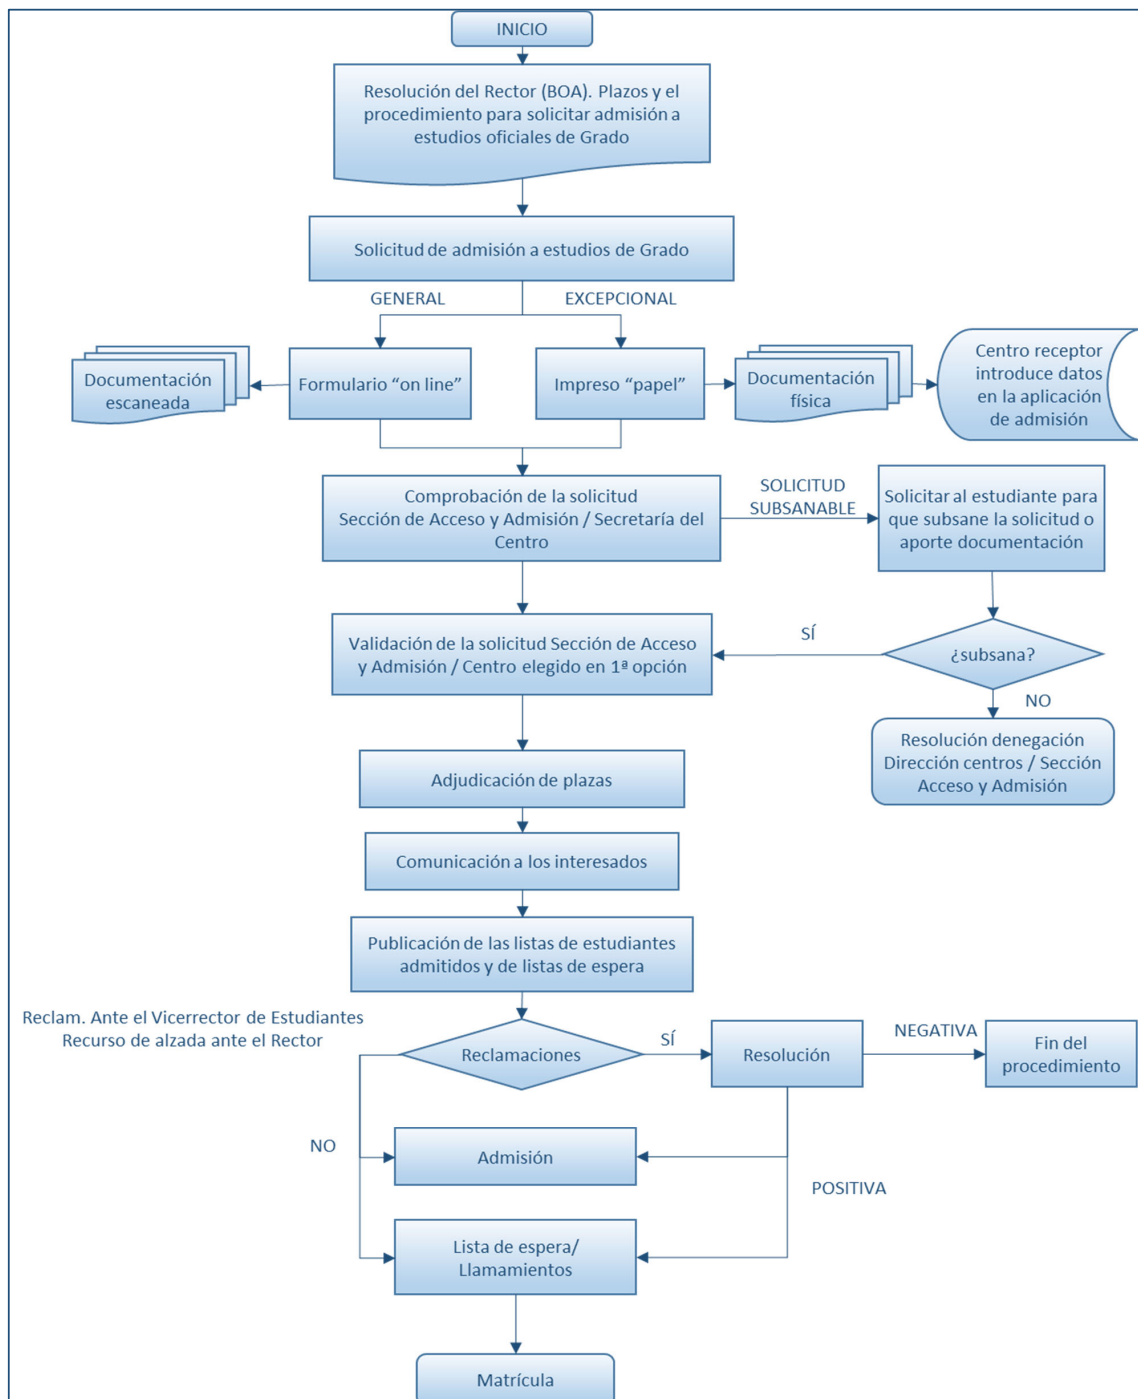 INICIO
Resolución del Rector (BOA). Plazos y el
procedimiento para solicitar admisión a
estudios oficiales de Grado
Solicitud de admisión a estudios de Grado
GENERAL
EXCEPCIONAL
Documentación
escaneada
Formulario “on line”
Impreso “papel”
Documentación
física
Centro receptor
introduce datos
en la aplicación
de admisión
Comprobación de la solicitud
Sección de Acceso y Admisión / Secretaría del
Centro
SOLICITUD
SUBSANABLE
Solicitar al estudiante para
que subsane la solicitud o
aporte documentación
Validación de la solicitud Sección de Acceso
y Admisión / Centro elegido en 1ª opción
SÍ
¿subsana?
NO
Resolución denegación
Dirección centros / Sección
Acceso y Admisión
Adjudicación de plazas
Comunicación a los interesados
Publicación de las listas de estudiantes
admitidos y de listas de espera
Reclam. Ante el Vicerrector de Estudiantes
Recurso de alzada ante el Rector
Reclamaciones
SÍ
Resolución
NEGATIVA
Fin del
procedimiento
NO
Admisión
POSITIVA
Lista de espera/
Llamamientos
Matrícula